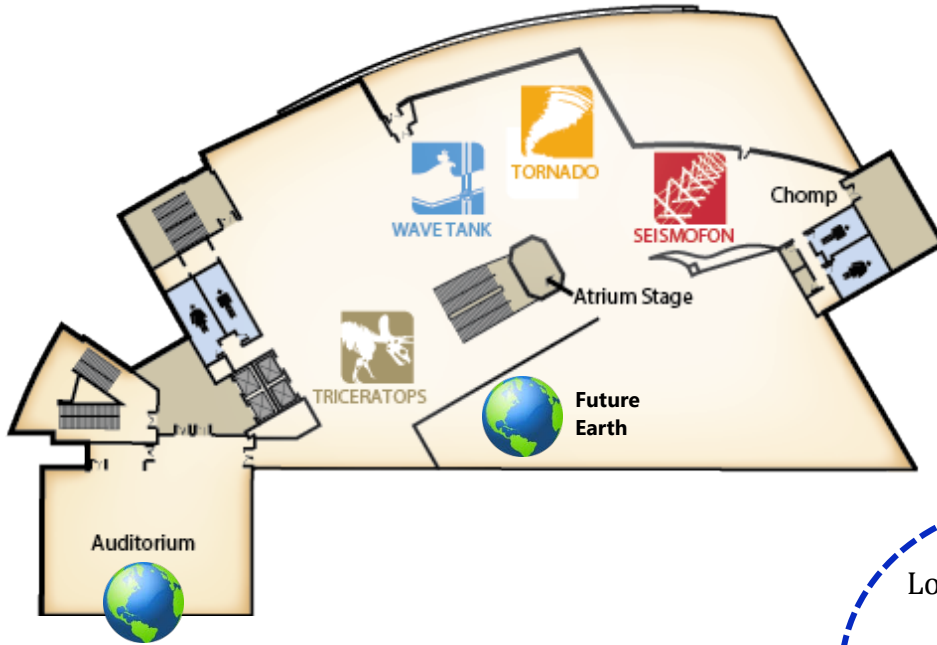 TORNADO
WAVE TANK
SEISMOFON
Chomp
Atrium Stage
TRICERATOPS
Future
Earth
Auditorium